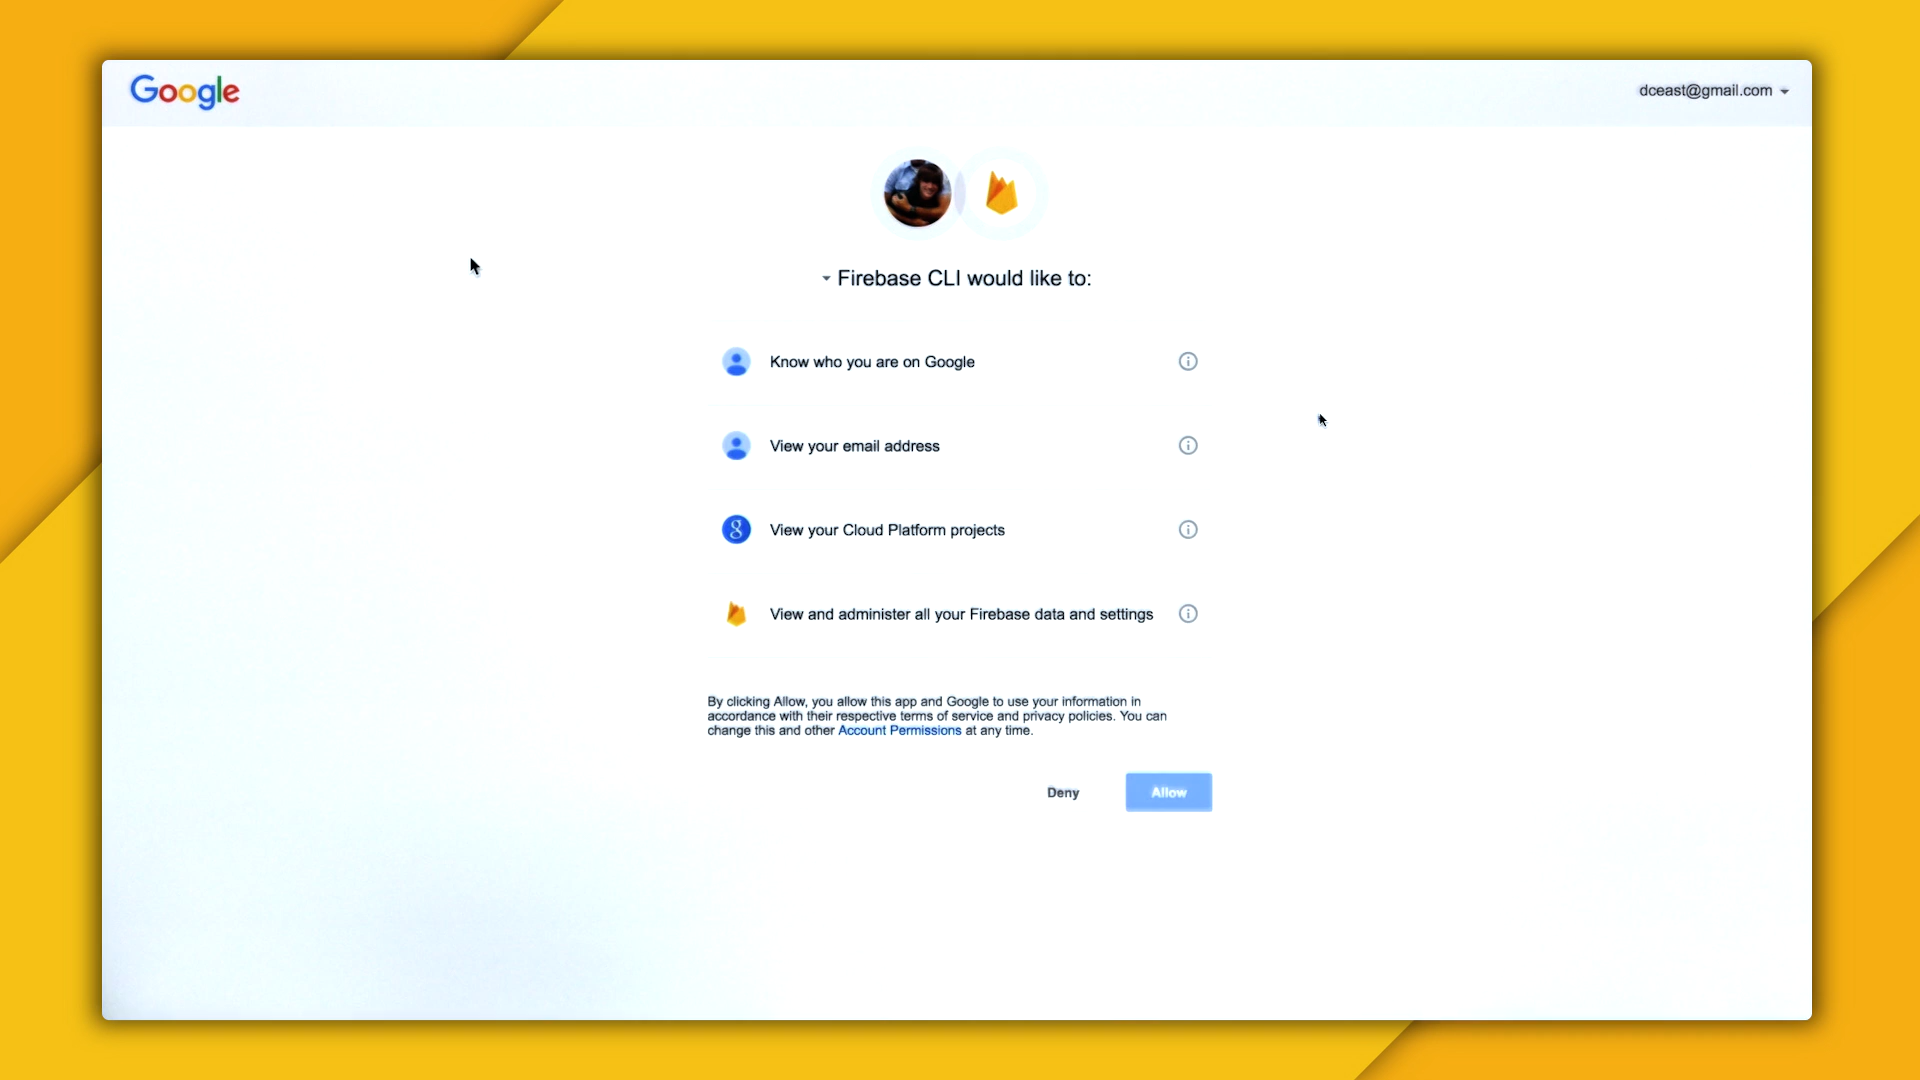 Google
dceast@gmail.com
Firebase CLI would like to:
Know who you are on Google
View your email address
View your Cloud Platform projects
View and administer all your Firebase data and settings
By clicking Allow, you allow this app and Google to use your information in
accordance with their respective terms of service and privacy policies. You can
change this and other Account Permissions at any time.
Deny
Allow